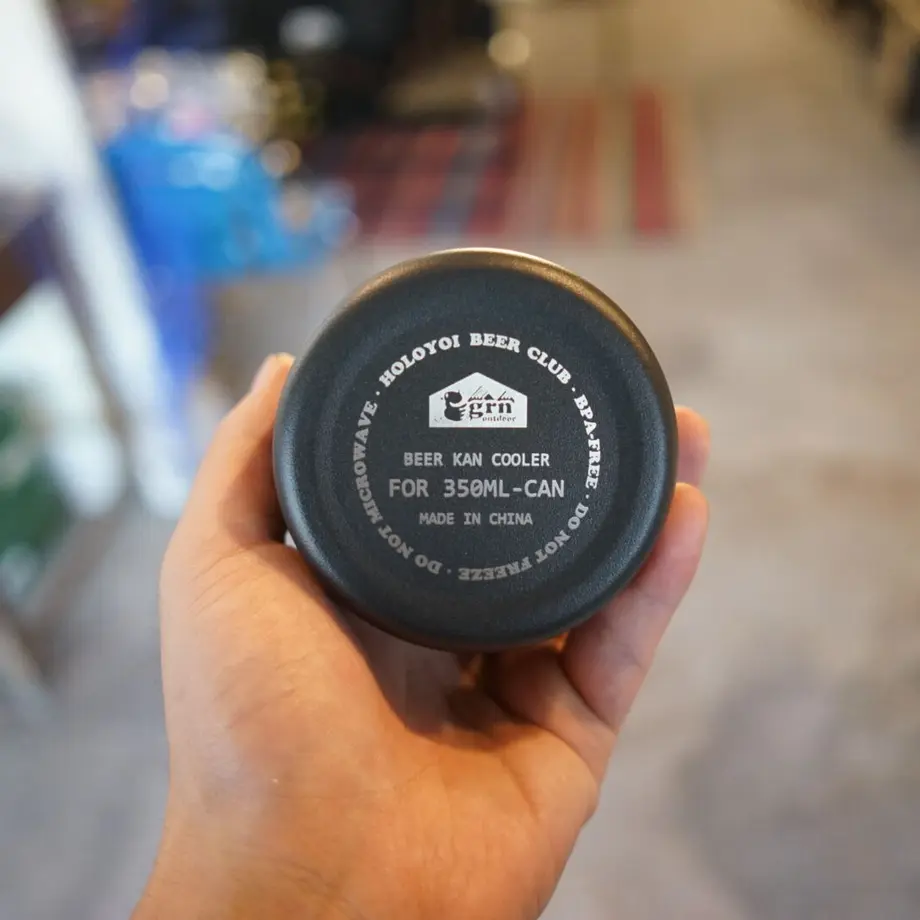 HOLOYOI BEER CLUB · BPA-FREE · DO NOT FREEZE · DO NOT MICROWAVE ·
grn
outdoor
BEER KAN COOLER
FOR 350ML-CAN
MADE IN CHINA